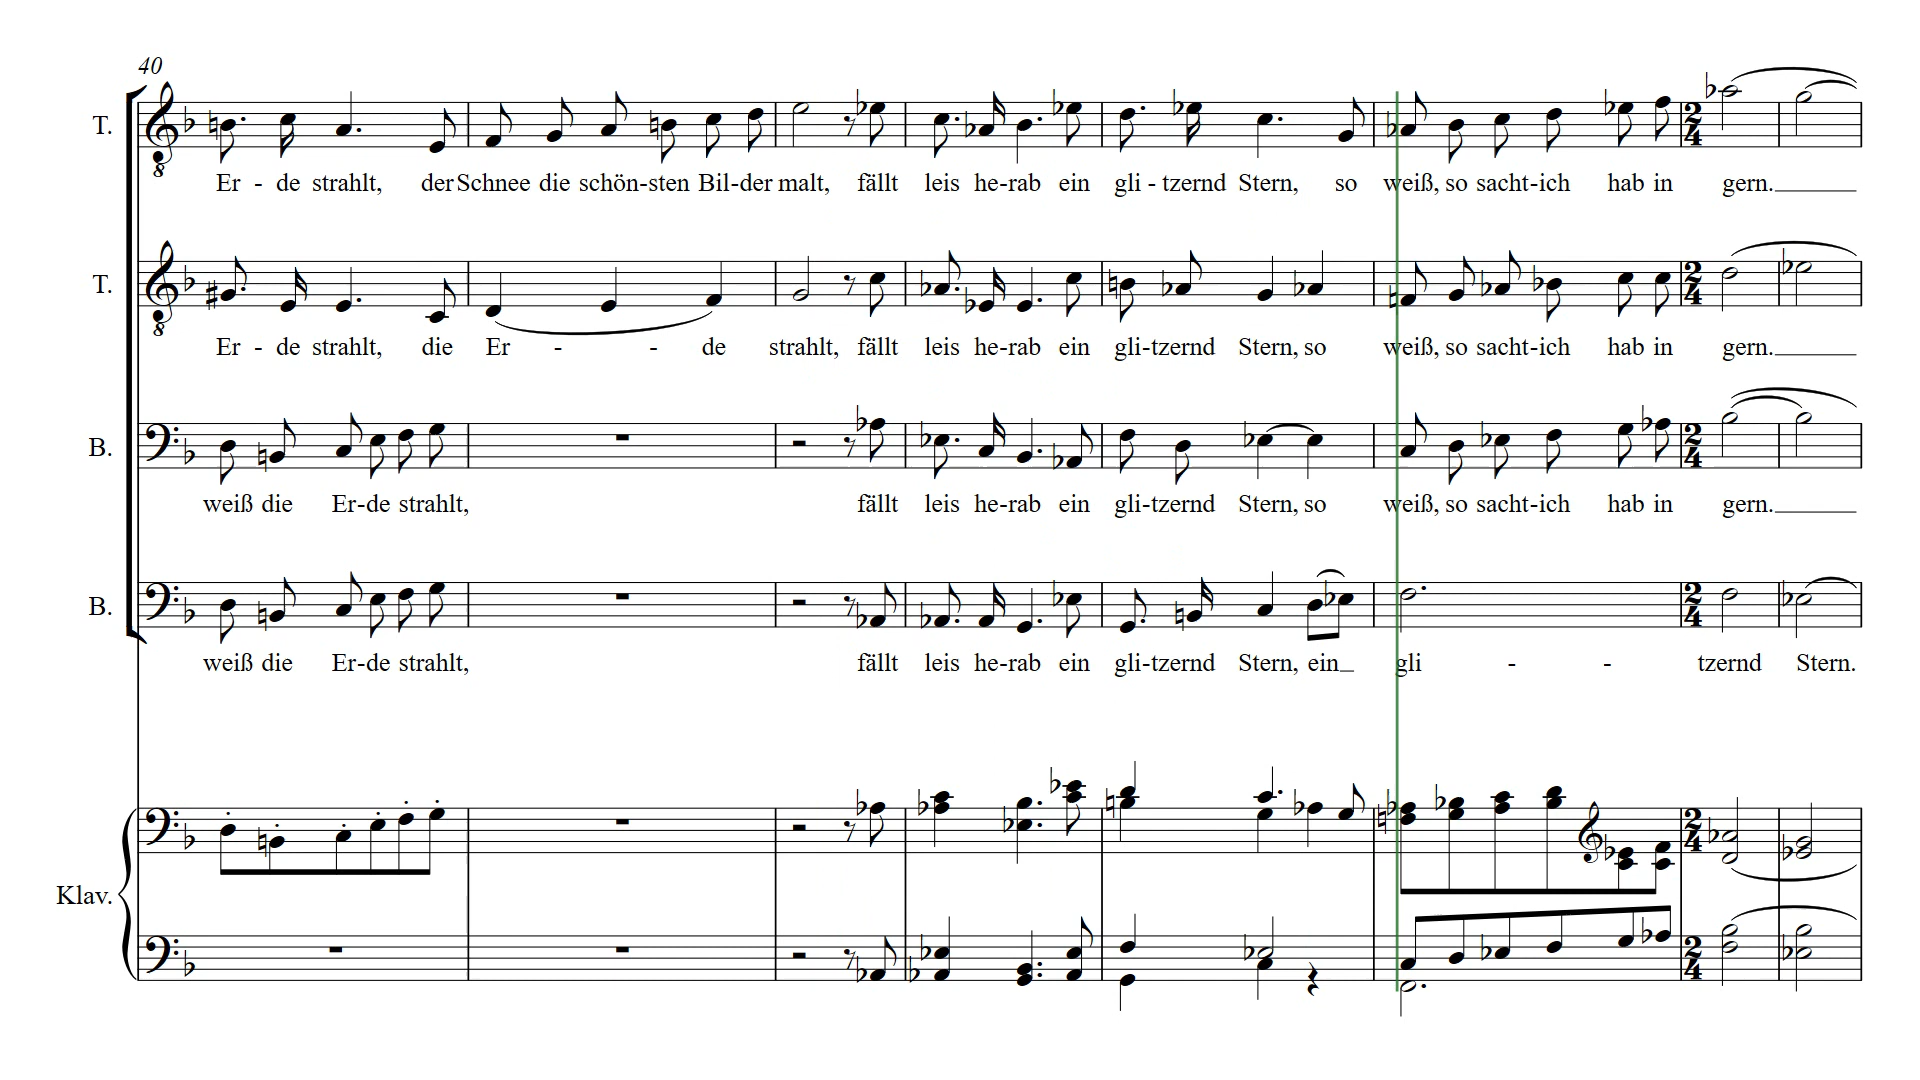 40
T.
Er - de strahlt, der Schnee die schön-sten Bil-der malt, fällt leis he-rab ein gli - tzernd Stern, so weiß, so sacht-ich hab in gern.
T.
Er - de strahlt, die Er - - de strahlt, fällt leis he-rab ein gli-tzernd Stern, so weiß, so sacht-ich hab in gern.
B.
weiß die Er-de strahlt, fällt leis he-rab ein gli-tzernd Stern, so weiß, so sacht-ich hab in gern.
B.
weiß die Er-de strahlt, fällt leis he-rab ein gli-tzernd Stern, ein gli - - tzernd Stern.
Klav.